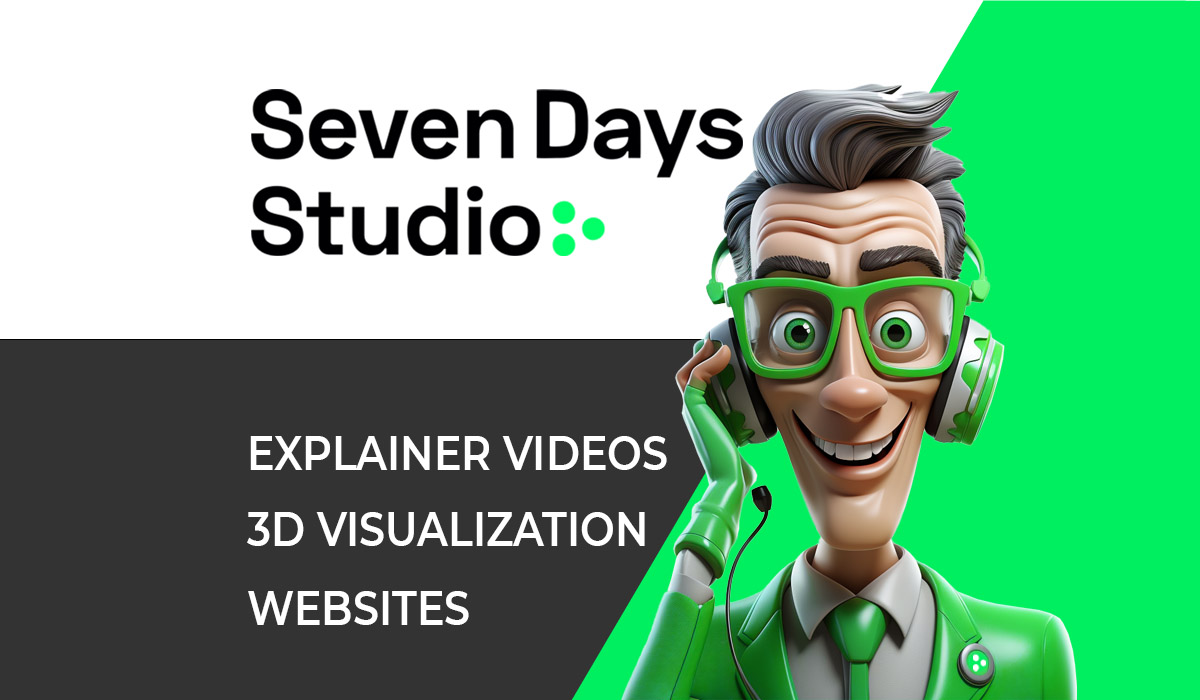 Seven Days
Studio
EXPLAINER VIDEOS
3D VISUALIZATION
WEBSITES